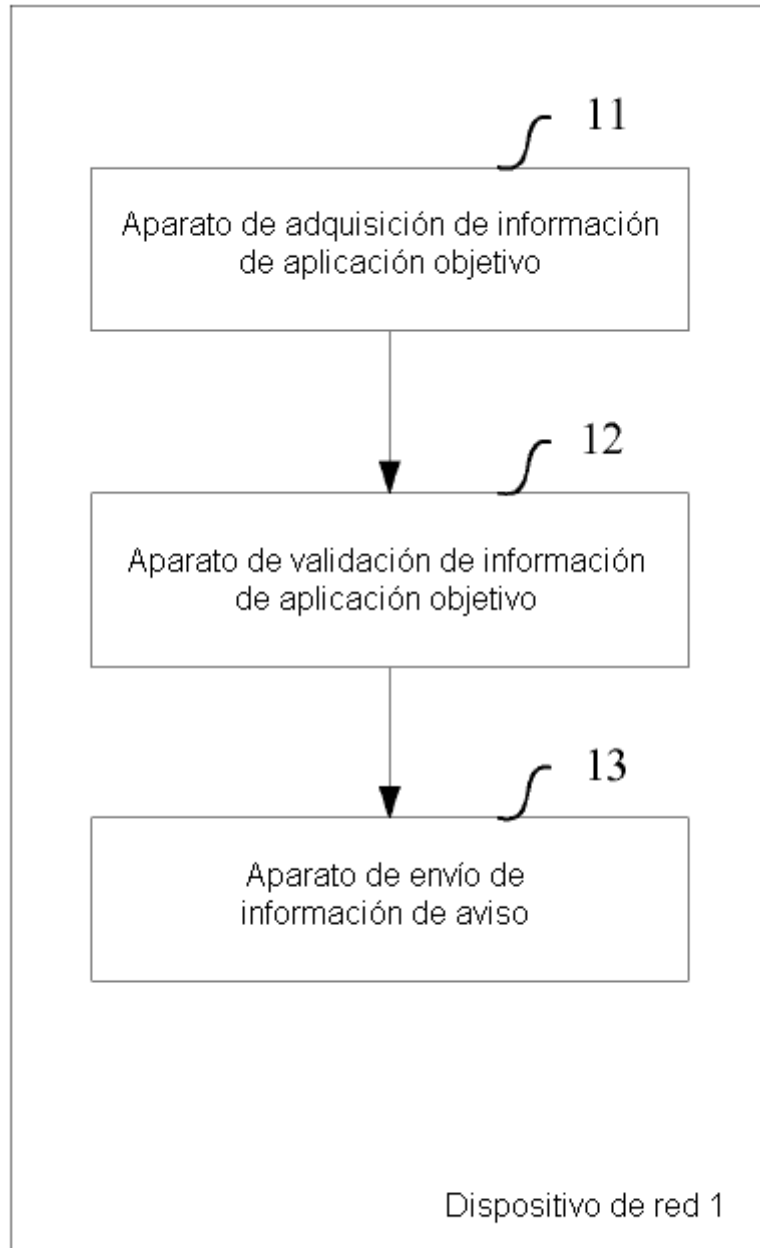 11
Aparato de adquisición de información
de aplicación objetivo
12
Aparato de validación de información
de aplicación objetivo
13
Aparato de envío de
información de aviso
Dispositivo de red 1